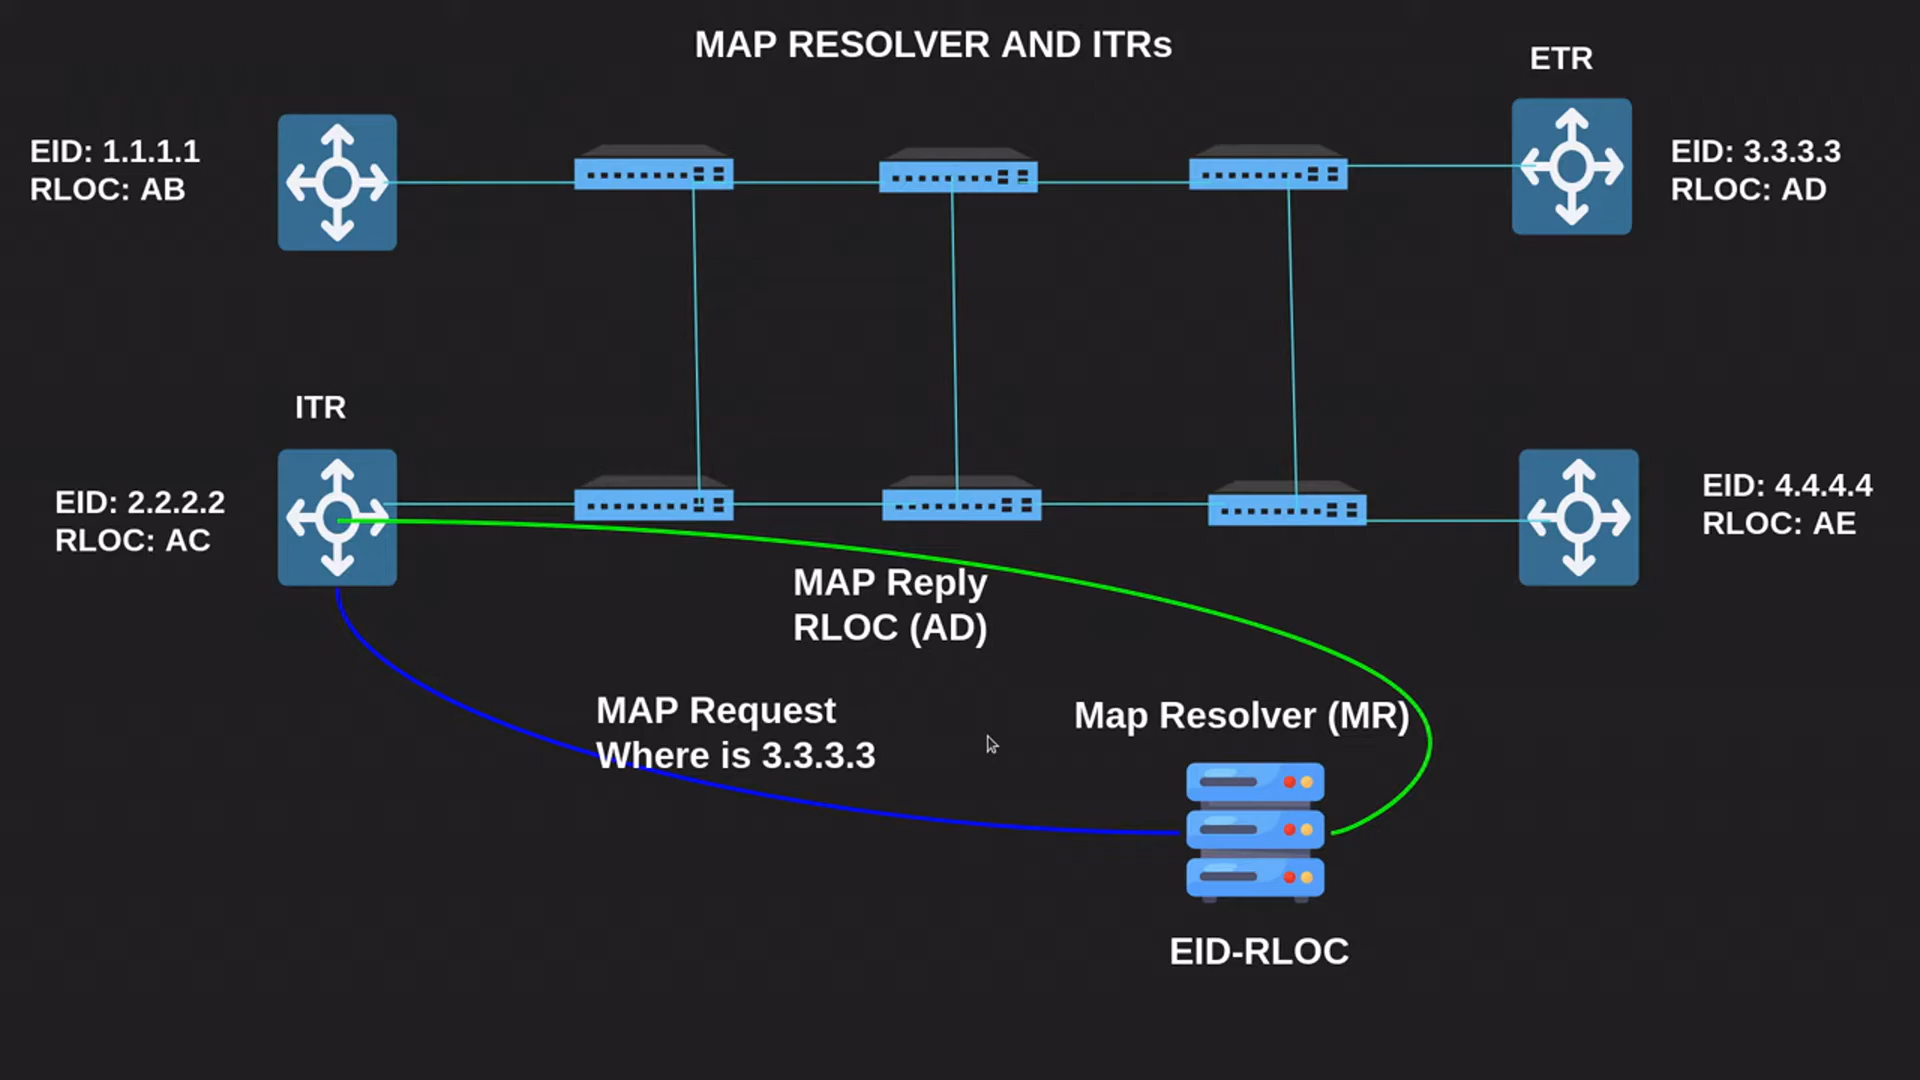 MAP RESOLVER AND ITRs
ETR
EID: 1.1.1.1
RLOC: AB
EID: 3.3.3.3
RLOC: AD
ITR
EID: 2.2.2.2
RLOC: AC
EID: 4.4.4.4
RLOC: AE
MAP Reply
RLOC (AD)
MAP Request
Where is 3.3.3.3
Map Resolver (MR)
EID-RLOC